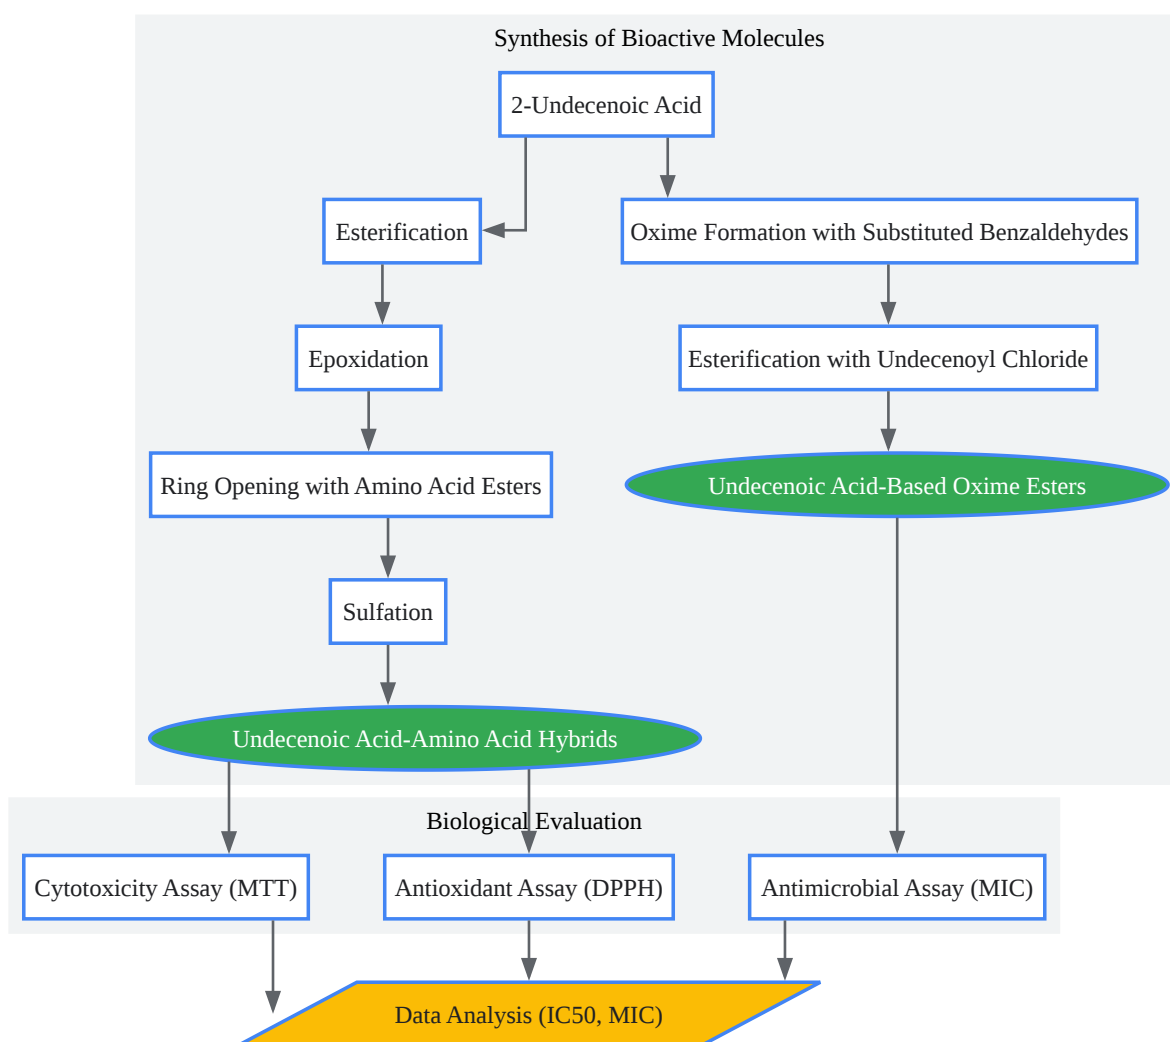 Synthesis of Bioactive Molecules
2-Undecenoic Acid
Esterification
Oxime Formation with Substituted Benzaldehydes
Epoxidation
Esterification with Undecenoyl Chloride
Ring Opening with Amino Acid Esters
Undecenoic Acid-Based Oxime Esters
Sulfation
Undecenoic Acid-Amino Acid Hybrids
Biological Evaluation
Cytotoxicity Assay (MTT)
Antioxidant Assay (DPPH)
Antimicrobial Assay (MIC)
Data Analysis (IC50, MIC)